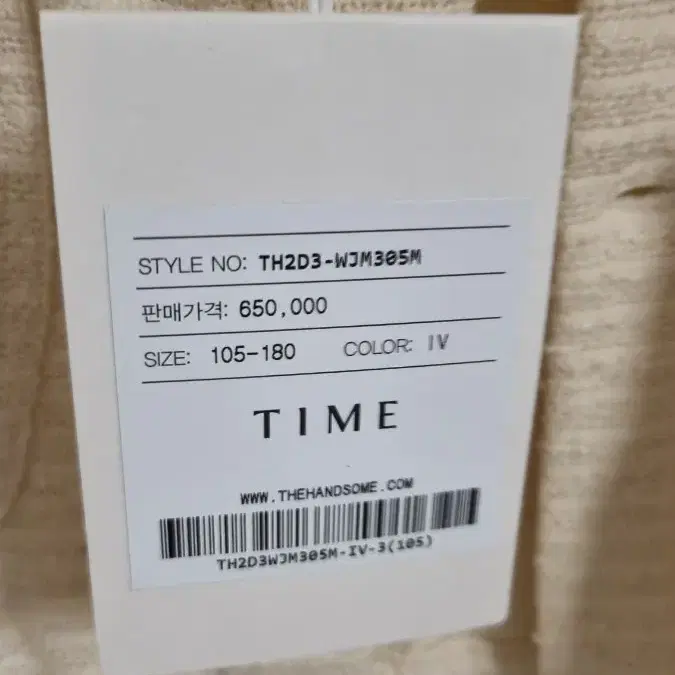 STYLE NO: TH2D3-WJM305M
판매가격: 650,000
SIZE: 105-180 COLOR: IV
TIME
WWW.THEHANDSOME.COM
TH2D3WJM305M-IV-3(105)